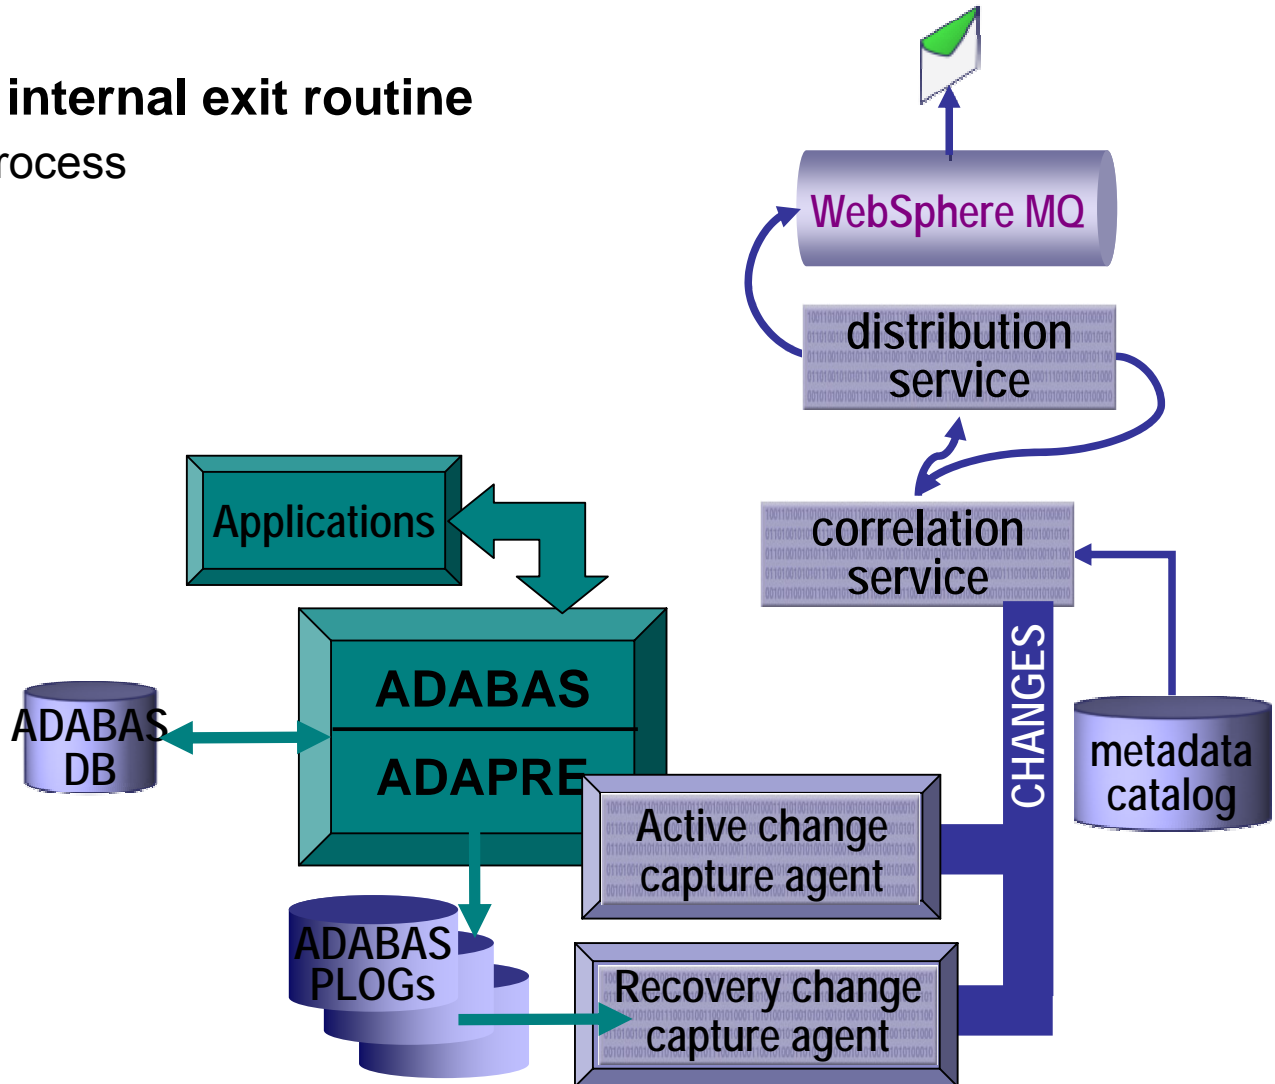 internal exit routine
rocess
WebSphere MQ
distribution
service
Applications
correlation
service
ADABAS
ADAPRE
ADABAS
DB
CHANGES
metadata
catalog
Active change
capture agent
ADABAS
PLOGs
Recovery change
capture agent